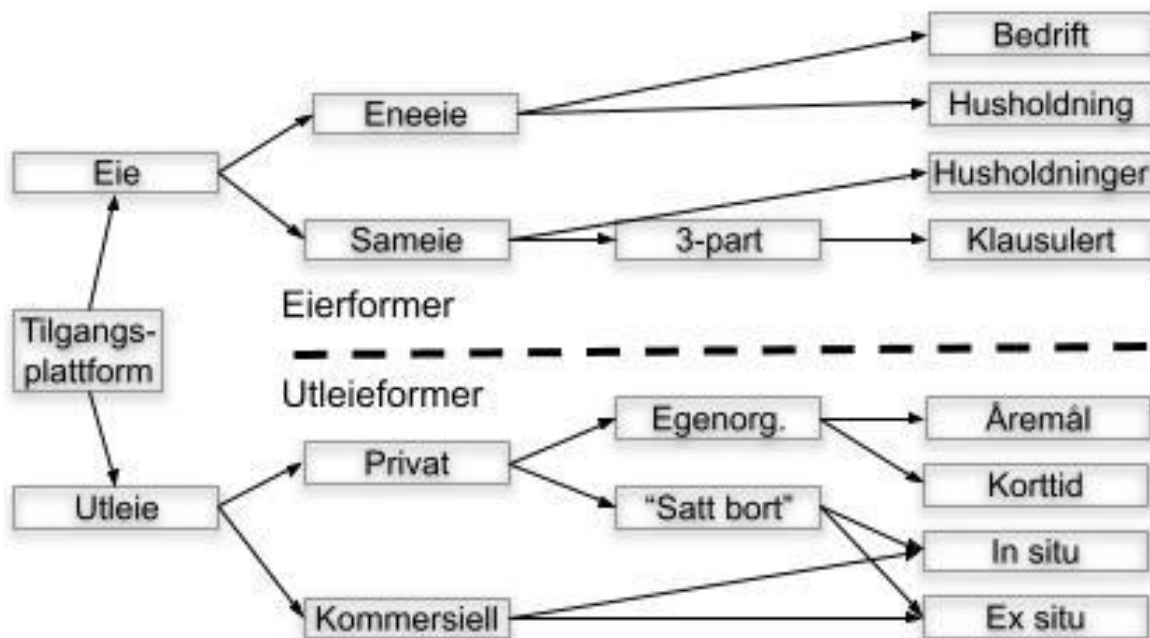 Bedrift
Eneeie
Husholdning
Eie
Husholdninger
Sameie
3-part
Klausulert
Eierformer
Tilgangs-
plattform
Utleieformer
Egenorg.
Åremål
Privat
Korttid
Utleie
“Satt bort”
In situ
Kommersiell
Ex situ